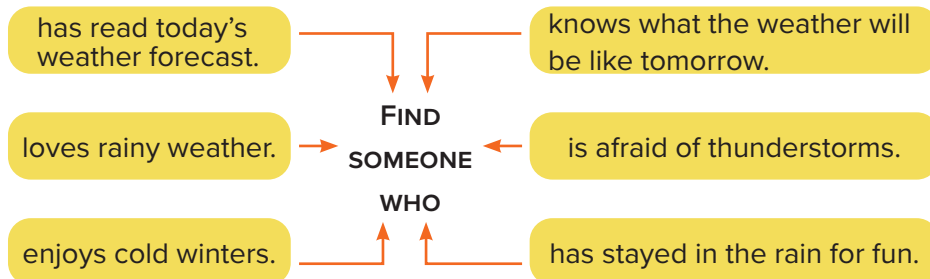 has read today's
weather forecast.
knows what the weather will
be like tomorrow.
FIND
SOMEONE
WHO
loves rainy weather.
is afraid of thunderstorms.
enjoys cold winters.
has stayed in the rain for fun.